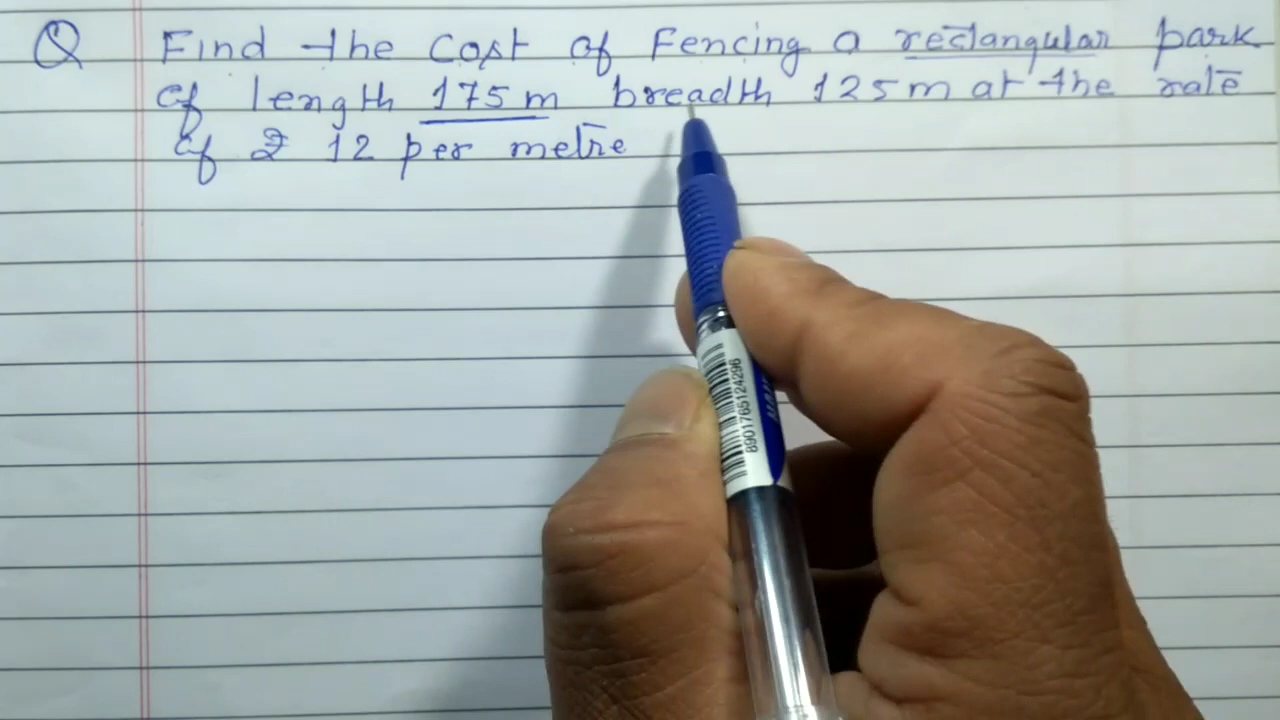 Q Find the cost of Fencing a rectangular park
of length 175 m breadth 125 m at the rate
of ₹ 12 per metre
8901765124296